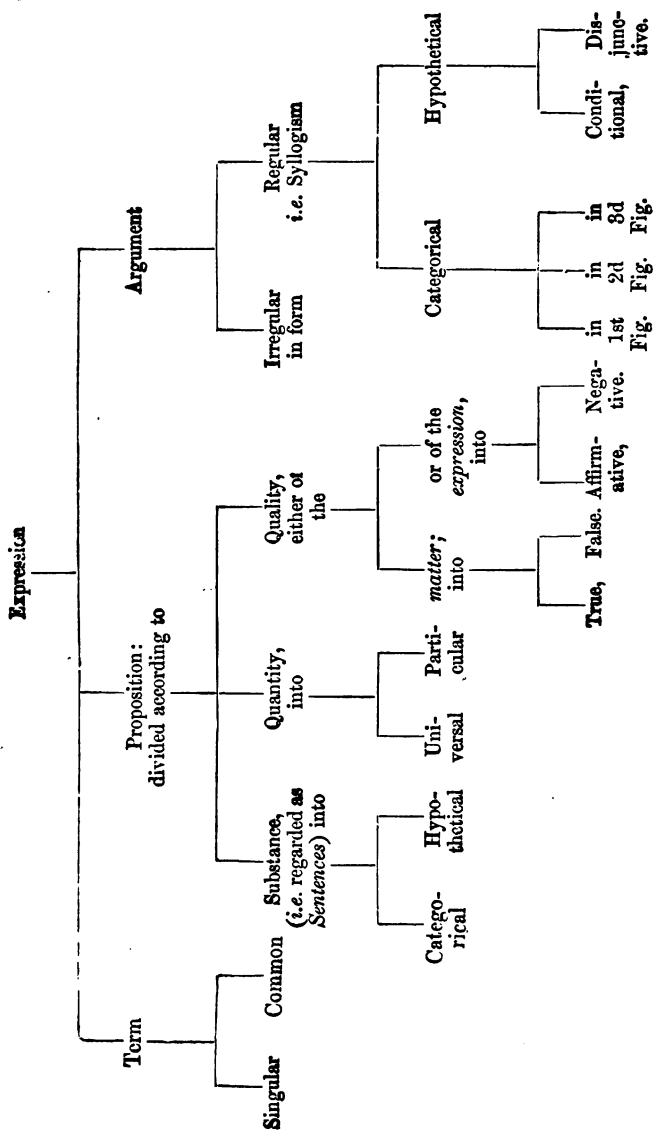 Expression
Term
Singular
Common
Proposition:
divided according to
Substance,
(i.e. regarded as
Sentences) into
Catego-
rical
Hypo-
thetical
Quantity,
into
Uni-
versal
Parti-
cular
Quality,
either of
the
matter;
into
True,
False.
or of the
expression,
into
Affirm-
ative,
Nega-
tive.
Argument
Irregular
in form
Regular
i.e. Syllogism
Categorical
in
1st
Fig.
in
2d
Fig.
in
3d
Fig.
Hypothetical
Condi-
tional,
Dis-
junc-
tive.